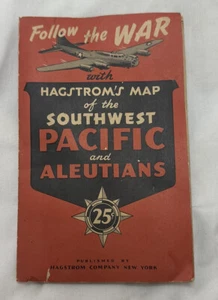 Follow the WAR
with
HAGSTROM'S MAP
of the
SOUTHWEST
PACIFIC
and
ALEUTIANS
25¢
PUBLISHED BY
HAGSTROM COMPANY NEW YORK